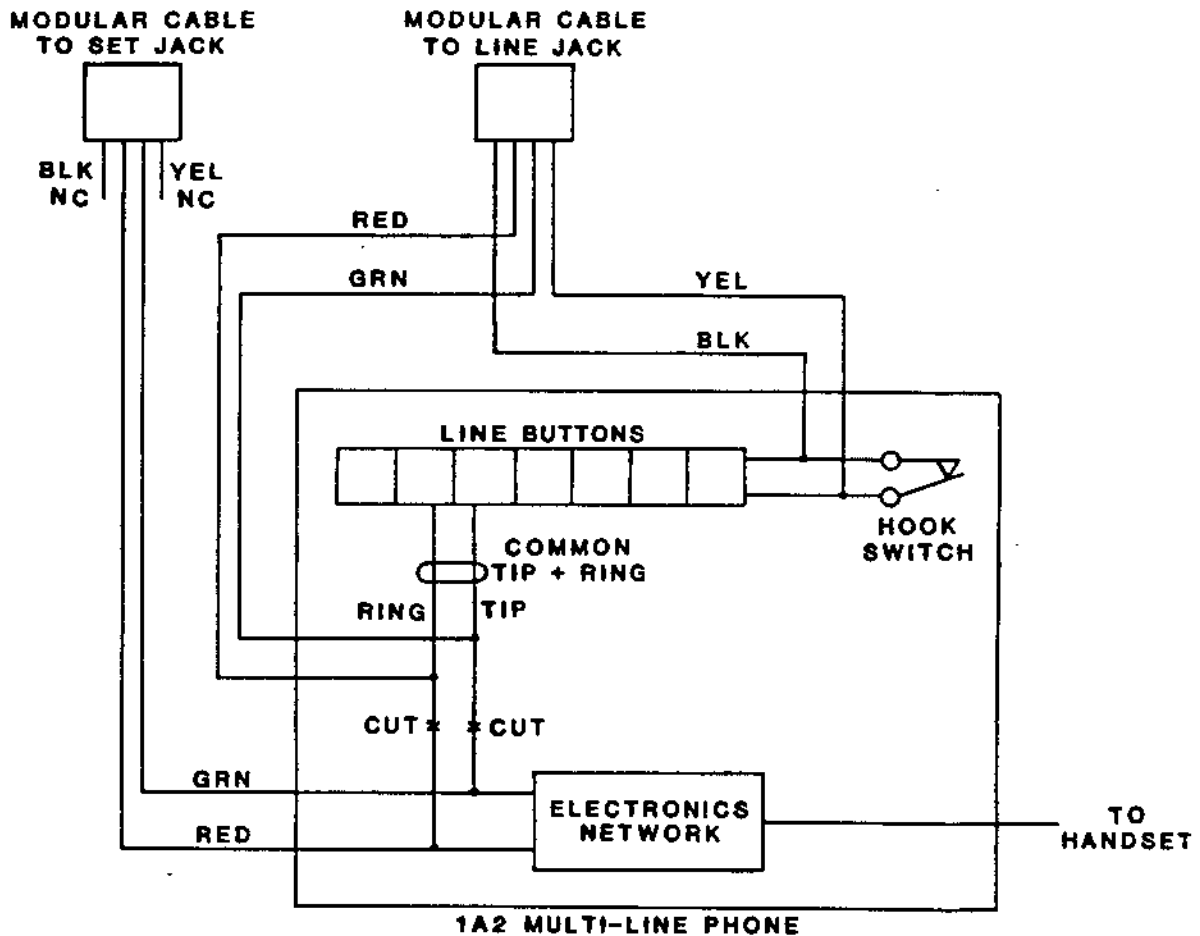 MODULAR CABLE
TO SET JACK
MODULAR CABLE
TO LINE JACK
BLK
NC
YEL
NC
RED
GRN
YEL
BLK
LINE BUTTONS
HOOK
SWITCH
COMMON
TIP + RING
RING
TIP
CUT
CUT
GRN
RED
ELECTRONICS
NETWORK
TO
HANDSET
1A2 MULTI-LINE PHONE